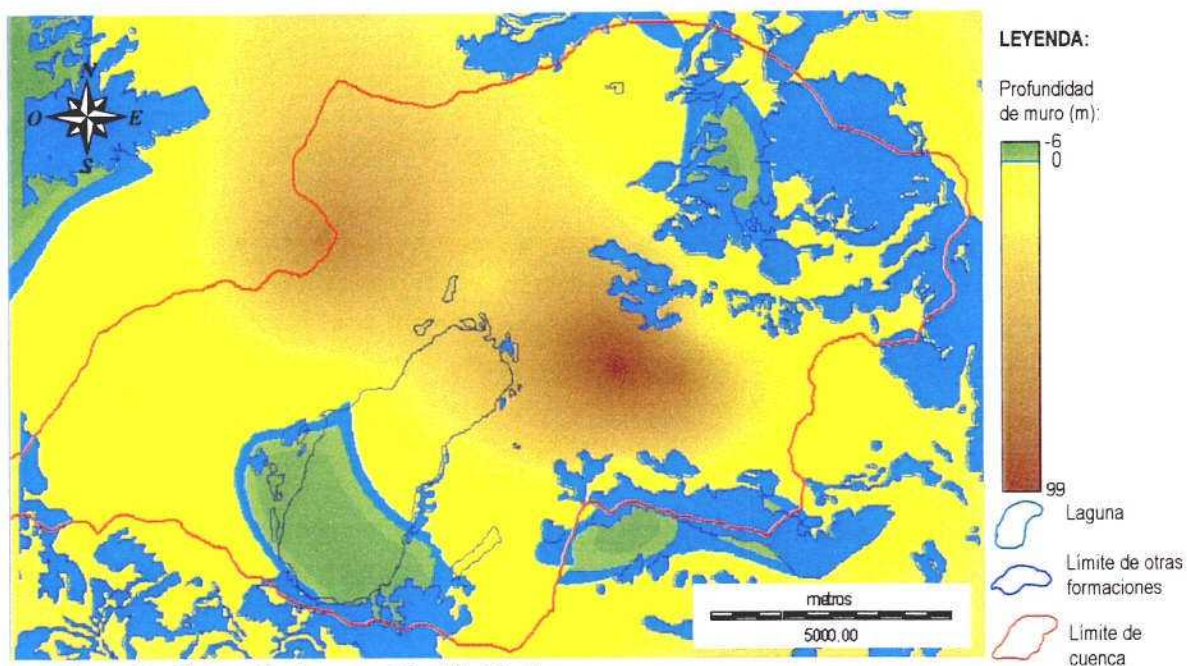 N
O
E
S
LEYENDA:
Profundidad
de muro (m):
-6
0
99
Laguna
Límite de otras
formaciones
Límite de
cuenca
metros
5000.00